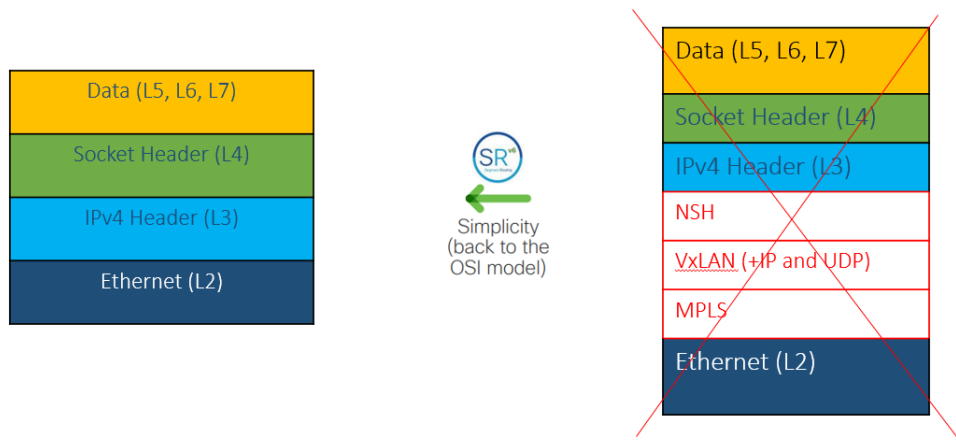 Data (L5, L6, L7)
Socket Header (L4)
IPv4 Header (L3)
Ethernet (L2)
SRv6
Simplicity
(back to the
OSI model)
Data (L5, L6, L7)
Socket Header (L4)
IPv4 Header (L3)
NSH
VxLAN (+IP and UDP)
MPLS
Ethernet (L2)